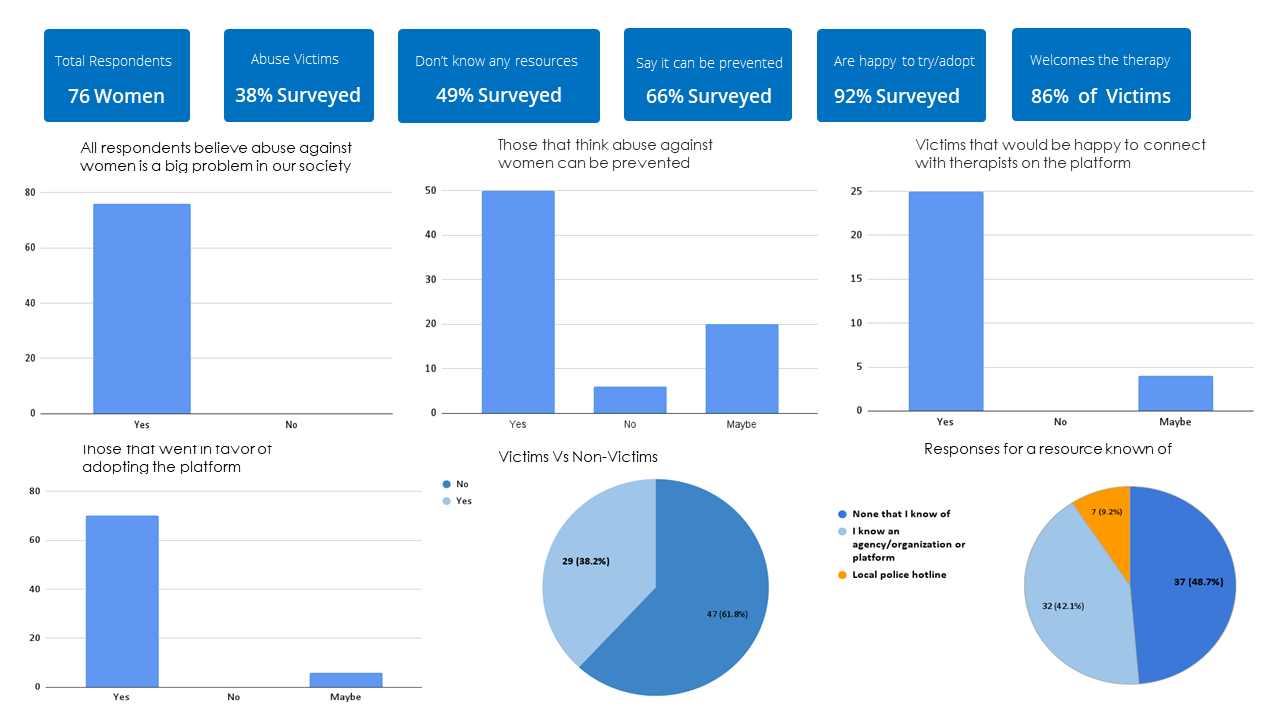 Total Respondents
76 Women
Abuse Victims
38% Surveyed
Don't know any resources
49% Surveyed
Say it can be prevented
66% Surveyed
Are happy to try/adopt
92% Surveyed
Welcomes the therapy
86% of Victims
All respondents believe abuse against
women is a big problem in our society
80
60
40
20
0
Yes
No
Those that think abuse against
women can be prevented
50
40
30
20
10
0
Yes
No
Maybe
Victims that would be happy to connect
with therapists on the platform
25
20
15
10
5
0
Yes
No
Maybe
Those that went in favor of
adopting the platform
80
60
40
20
0
Yes
No
Maybe
Victims Vs Non-Victims
No
Yes
29 (38.2%)
47 (61.8%)
Responses for a resource known of
None that I know of
I know an
agency/organization or
platform
Local police hotline
7 (9.2%)
37 (48.7%)
32 (42.1%)